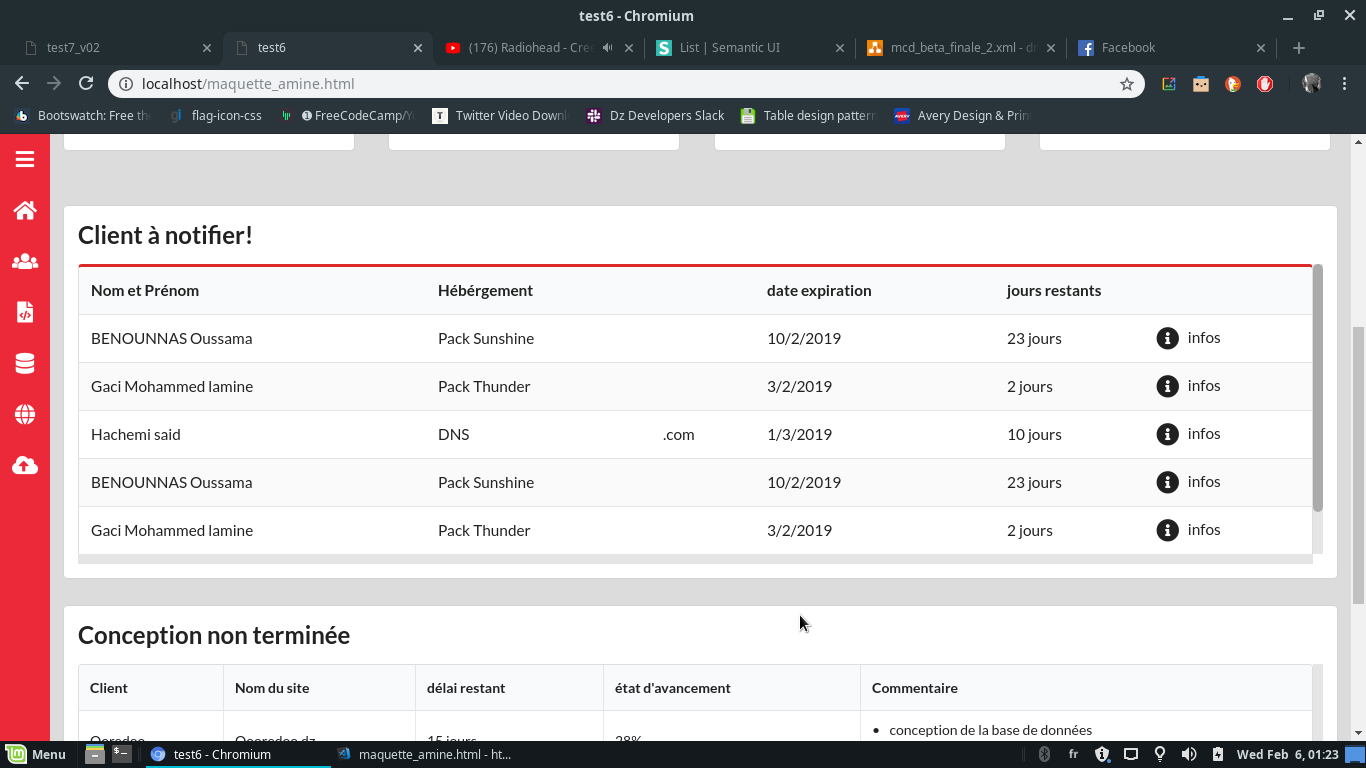 test6 - Chromium
test7_v02
test6
(176) Radiohead - Cre
List | Semantic UI
mcd_beta_finale_2.xml - d
Facebook
localhost/maquette_amine.html
Bootswatch: Free th
flag-icon-css
FreeCodeCamp/Y
Twitter Video Down
Dz Developers Slack
Table design pattern
Avery Design & Prin
Client à notifier!
Nom et Prénom Hébérgement date expiration jours restants
BENOUNNAS Oussama Pack Sunshine 10/2/2019 23 jours infos
Gaci Mohammed lamine Pack Thunder 3/2/2019 2 jours infos
Hachemi said DNS .com 1/3/2019 10 jours infos
BENOUNNAS Oussama Pack Sunshine 10/2/2019 23 jours infos
Gaci Mohammed lamine Pack Thunder 3/2/2019 2 jours infos
Conception non terminée
Client Nom du site délai restant état d'avancement Commentaire
15 jours 28% conception de la base de données
Menu
test6 - Chromium
maquette_amine.html - ht...
fr
Wed Feb 6, 01:23